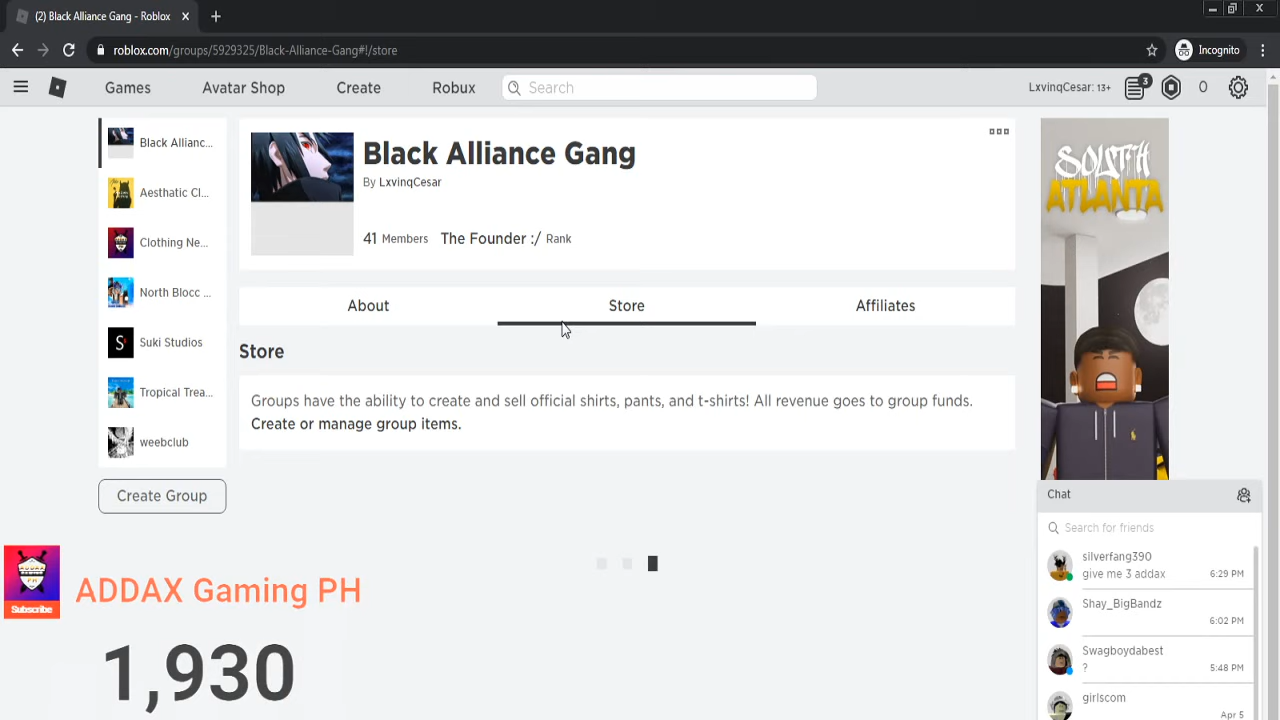 (2) Black Alliance Gang - Roblox
roblox.com/groups/5929325/Black-Alliance-Gang#!/store
Incognito
Games
Avatar Shop
Create
Robux
Search
LxvinqCesar: 13+
3
0
Black Allianc...
Aesthatic Cl...
Clothing Ne...
North Blocc ...
Suki Studios
Tropical Trea...
weebclub
Create Group
Black Alliance Gang
By LxvinqCesar
41 Members The Founder :/ Rank
About
Store
Affiliates
Store
Groups have the ability to create and sell official shirts, pants, and t-shirts! All revenue goes to group funds.
Create or manage group items.
SOUTH
ATLANTA
Chat
Search for friends
silverfang390
give me 3 addax
6:29 PM
Shay_BigBandz
6:02 PM
Swagboydabest
?
5:48 PM
girlscom
Apr 5
Subscribe
ADDAX Gaming PH
1,930